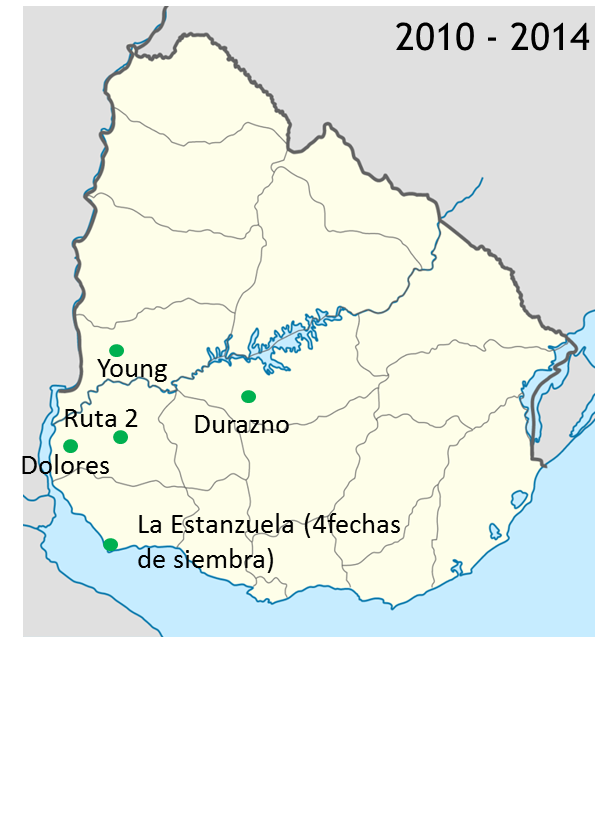 2010 - 2014
Young
Ruta 2
Durazno
Dolores
La Estanzuela (4fechas
de siembra)